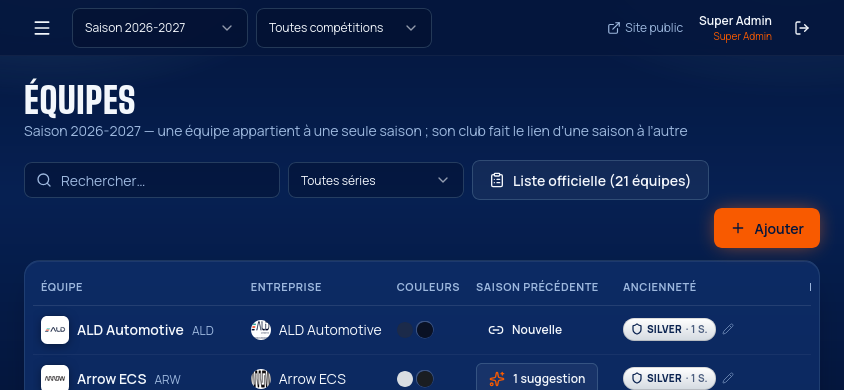 Saison 2026-2027
Toutes compétitions
Site public
Super Admin
Super Admin
ÉQUIPES
Saison 2026-2027 — une équipe appartient à une seule saison ; son club fait le lien d'une saison à l'autre
Rechercher…
Toutes séries
Liste officielle (21 équipes)
Ajouter
ÉQUIPE ENTREPRISE COULEURS SAISON PRÉCÉDENTE ANCIENNETÉ
ALD ALD Automotive ALD ALD ALD Automotive Nouvelle SILVER · 1 S.
ARROW Arrow ECS ARW Arrow ECS 1 suggestion SILVER · 1 S.